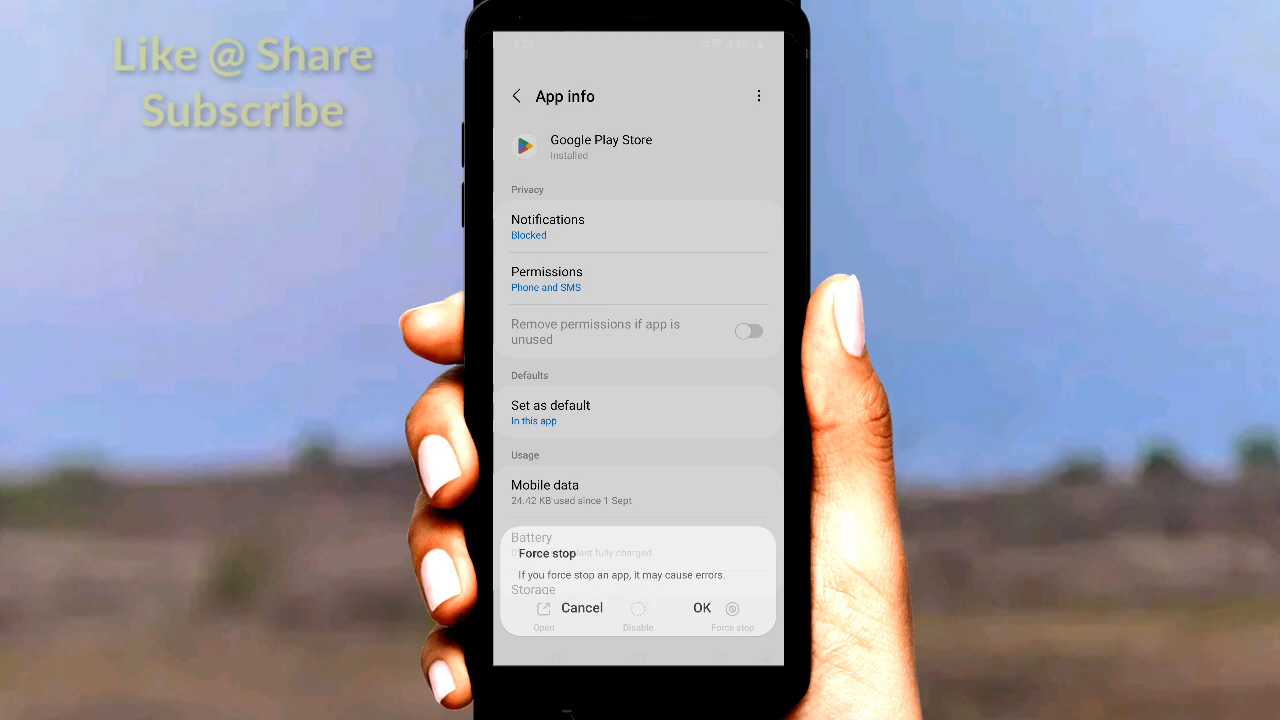 Like @ Share
Subscribe
8:25
App info
Google Play Store
Installed
Privacy
Notifications
Blocked
Permissions
Phone and SMS
Remove permissions if app is
unused
Defaults
Set as default
In this app
Usage
Mobile data
24.42 KB used since 1 Sept
Battery
Force stop
last fully charged
If you force stop an app, it may cause errors.
Storage
Cancel
OK
Open
Disable
Force stop